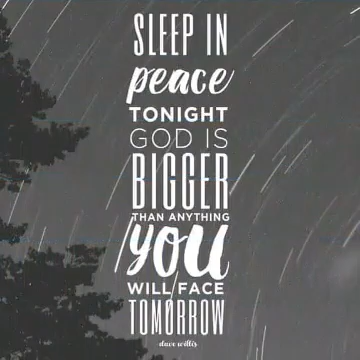 SLEEP IN
peace
TONIGHT
GOD IS
BIGGER
THAN ANYTHING
YOU
WILL FACE
TOMORROW
-dave willis